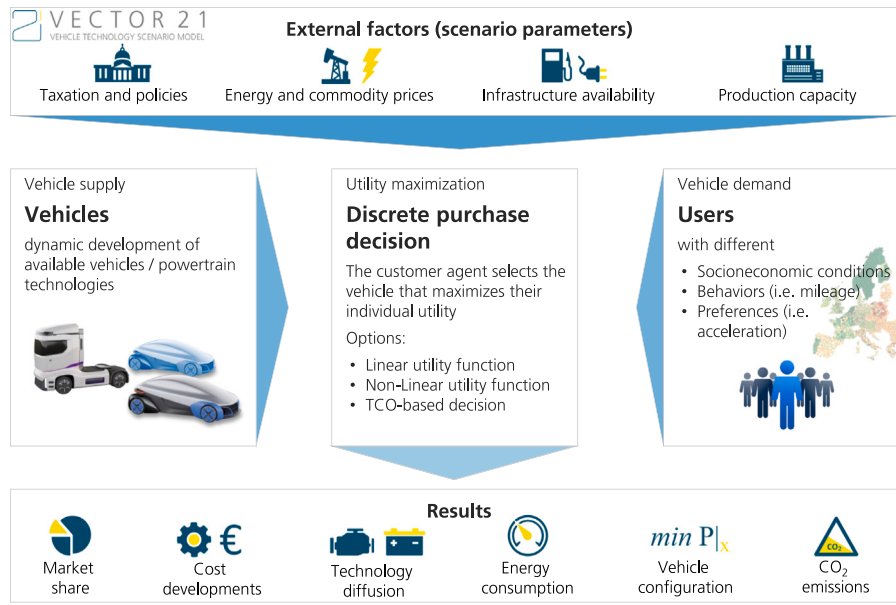 VECTOR 21
VEHICLE TECHNOLOGY SCENARIO MODEL
External factors (scenario parameters)
Taxation and policies
Energy and commodity prices
Infrastructure availability
Production capacity
Vehicle supply
Vehicles
dynamic development of
available vehicles / powertrain
technologies
Utility maximization
Discrete purchase
decision
The customer agent selects the
vehicle that maximizes their
individual utility
Options:
• Linear utility function
• Non-Linear utility function
• TCO-based decision
Vehicle demand
Users
with different
• Socioeconomic conditions
• Behaviors (i.e. mileage)
• Preferences (i.e.
acceleration)
Results
Market
share
€
Cost
developments
Technology
diffusion
Energy
consumption
min P|x
Vehicle
configuration
CO₂
CO₂
emissions